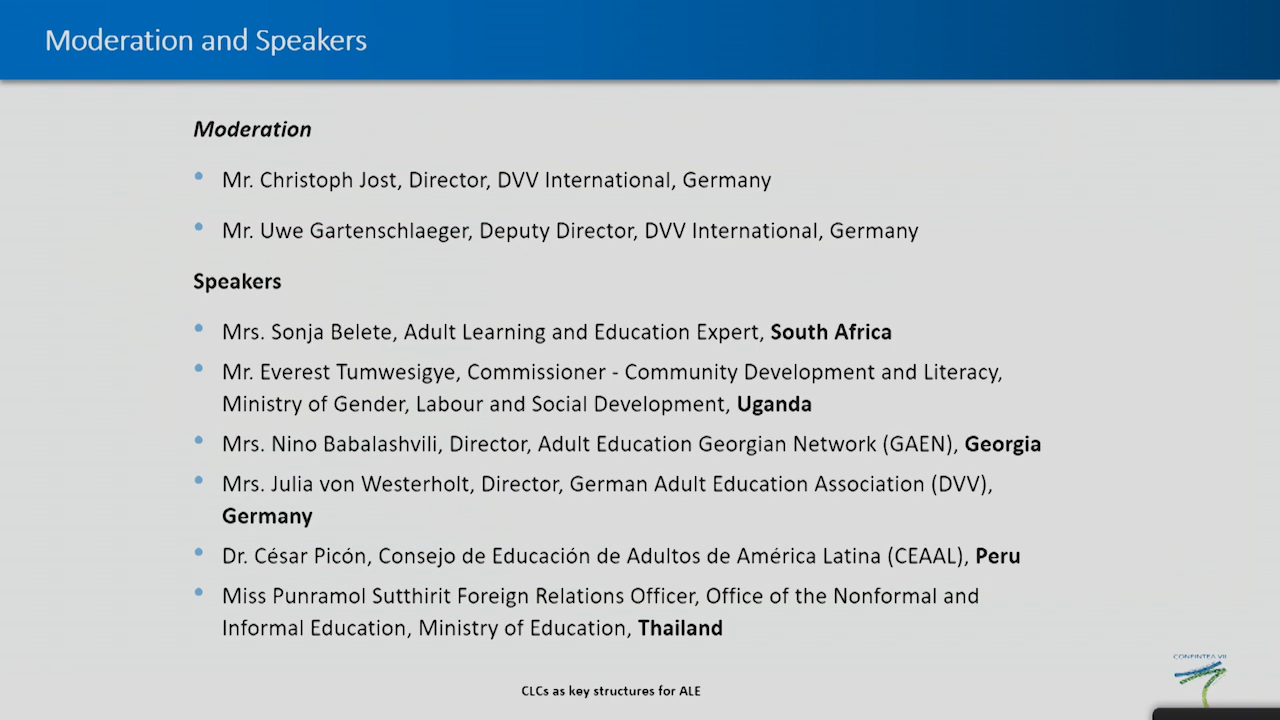 Moderation and Speakers
Moderation
• Mr. Christoph Jost, Director, DVV International, Germany
• Mr. Uwe Gartenschlaeger, Deputy Director, DVV International, Germany
Speakers
• Mrs. Sonja Belete, Adult Learning and Education Expert, South Africa
• Mr. Everest Tumwesigye, Commissioner - Community Development and Literacy,
Ministry of Gender, Labour and Social Development, Uganda
• Mrs. Nino Babalashvili, Director, Adult Education Georgian Network (GAEN), Georgia
• Mrs. Julia von Westerholt, Director, German Adult Education Association (DVV),
Germany
• Dr. César Picón, Consejo de Educación de Adultos de América Latina (CEAAL), Peru
• Miss Punramol Sutthirit Foreign Relations Officer, Office of the Nonformal and
Informal Education, Ministry of Education, Thailand
CONFINTEA VII
CLCs as key structures for ALE